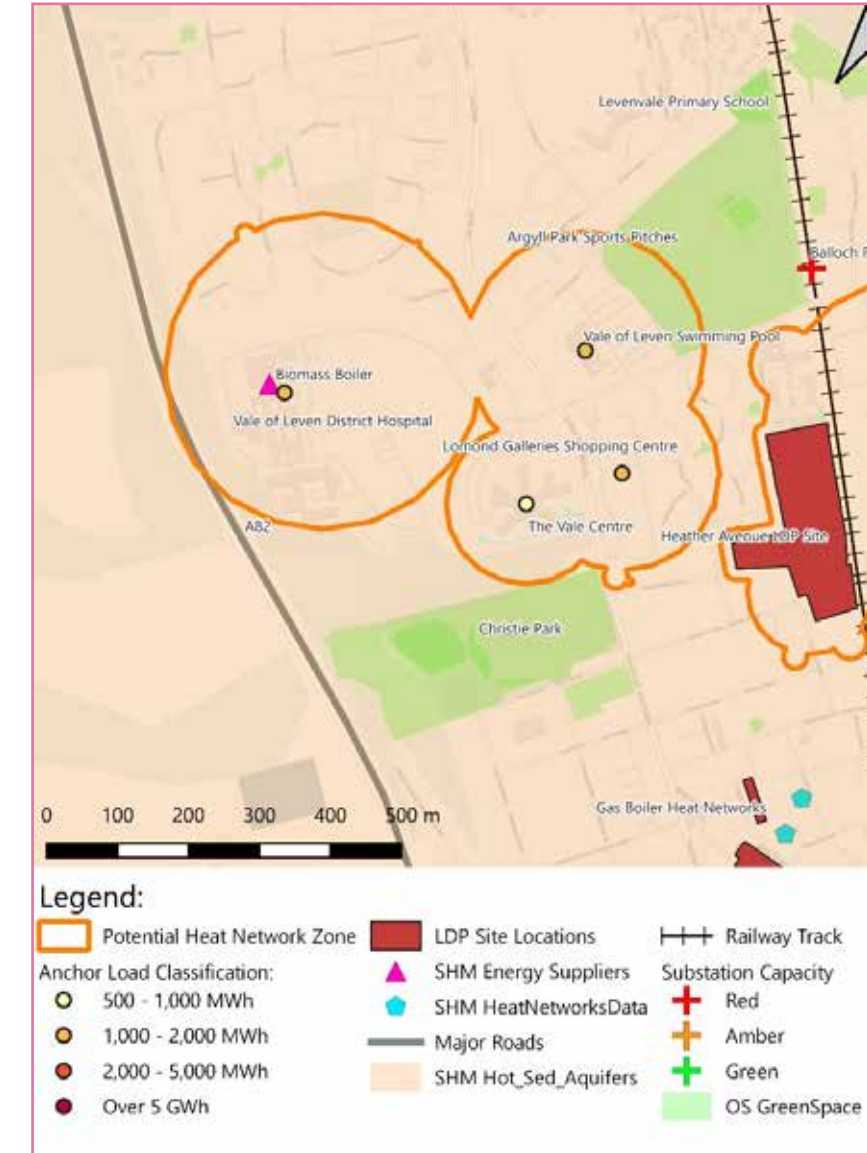 Levenvale Primary School
Argyll Park Sports Pitches
Balloch
Vale of Leven Swimming Pool
Biomass Boiler
Vale of Leven District Hospital
Lomond Galleries Shopping Centre
The Vale Centre
A82
Heather Avenue LDP Site
Christie Park
Gas Boiler Heat Networks
0 100 200 300 400 500 m
Legend:
Potential Heat Network Zone
Anchor Load Classification:
500 - 1,000 MWh
1,000 - 2,000 MWh
2,000 - 5,000 MWh
Over 5 GWh
LDP Site Locations
SHM Energy Suppliers
SHM HeatNetworksData
Major Roads
SHM Hot_Sed_Aquifers
Railway Track
Substation Capacity
Red
Amber
Green
OS GreenSpace